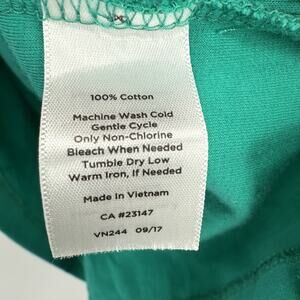 100% Cotton
Machine Wash Cold
Gentle Cycle
Only Non-Chlorine
Bleach When Needed
Tumble Dry Low
Warm Iron, If Needed
Made in Vietnam
CA #23147
VN244 09/17